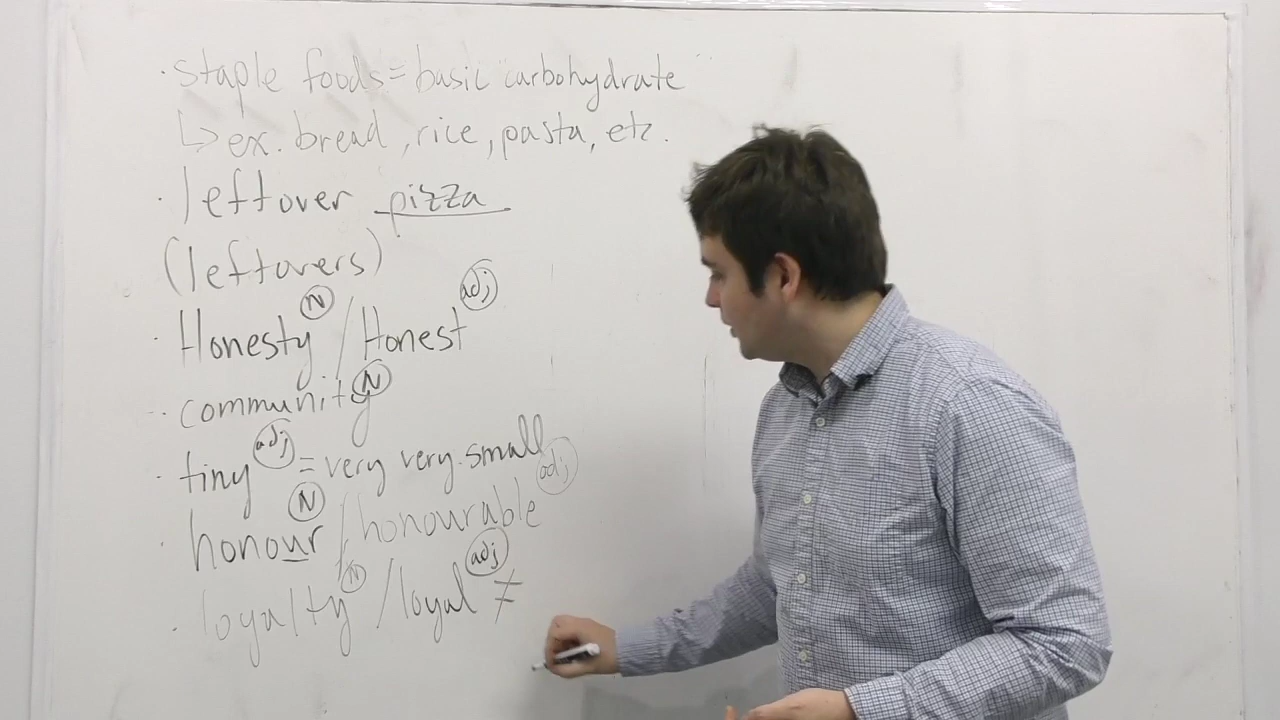 · staple foods = basic "carbohydrate"
↳ ex. bread, rice, pasta, etc.
· leftover pizza
(leftovers)
· Honesty (N) / Honest (adj)
· community (N)
· tiny (adj) = very very small
· honour (N) / honourable (adj)
· loyalty (N) / loyal (adj) ≠